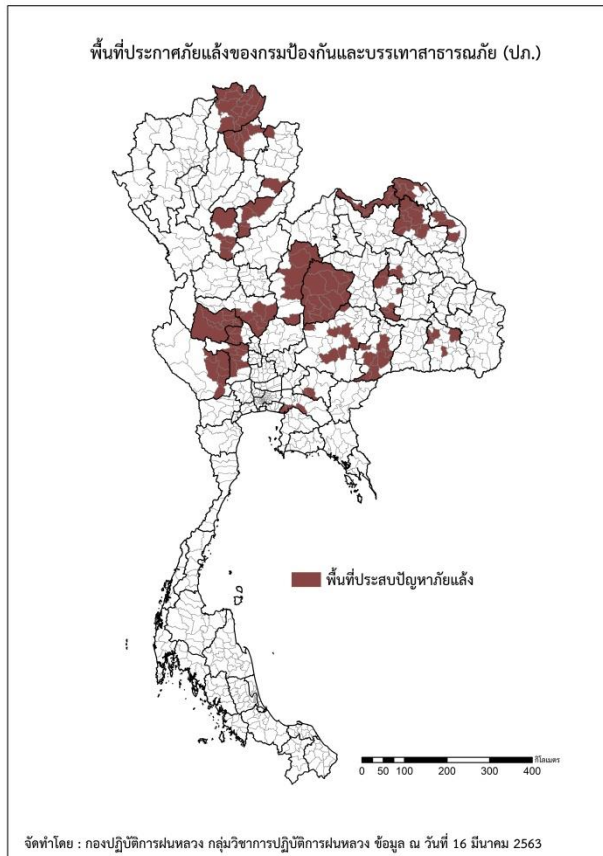 พื้นที่ประกาศภัยแล้งของกรมป้องกันและบรรเทาสาธารณภัย (ปภ.)
พื้นที่ประสบปัญหาภัยแล้ง
กิโลเมตร
0 50 100 200 300 400
จัดทำโดย : กองปฏิบัติการฝนหลวง กลุ่มวิชาการปฏิบัติการฝนหลวง ข้อมูล ณ วันที่ 16 มีนาคม 2563